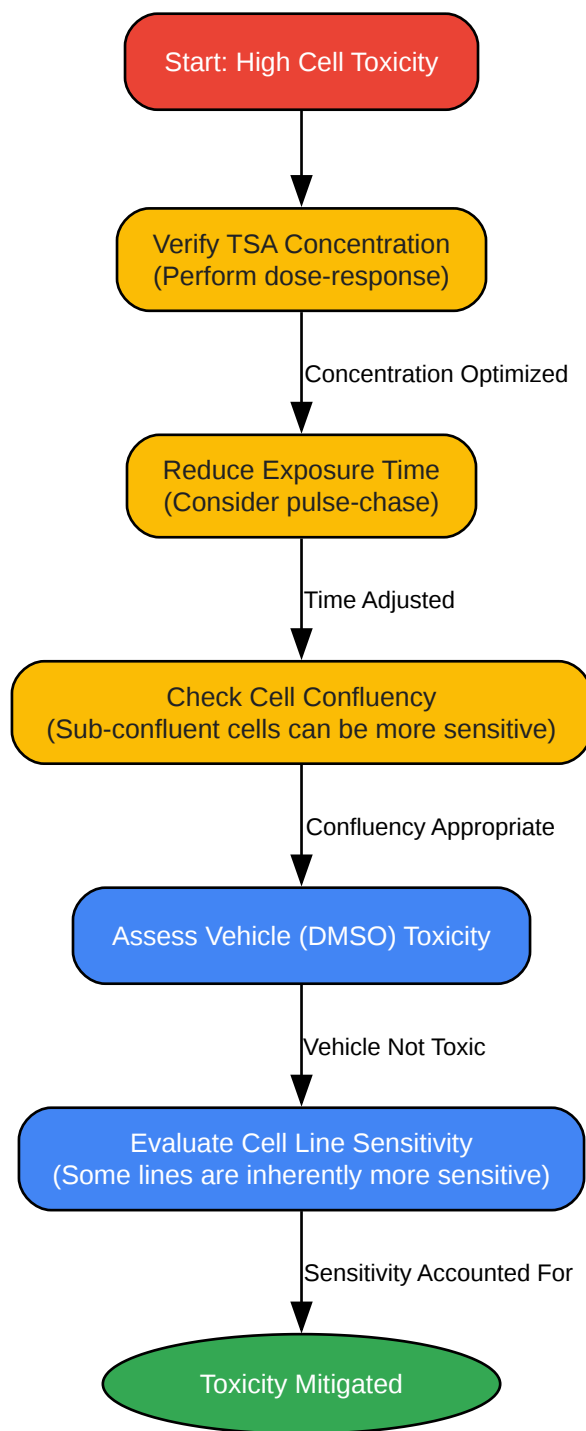 Start: High Cell Toxicity
Verify TSA Concentration
(Perform dose-response)
Concentration Optimized
Reduce Exposure Time
(Consider pulse-chase)
Time Adjusted
Check Cell Confluency
(Sub-confluent cells can be more sensitive)
Confluency Appropriate
Assess Vehicle (DMSO) Toxicity
Vehicle Not Toxic
Evaluate Cell Line Sensitivity
(Some lines are inherently more sensitive)
Sensitivity Accounted For
Toxicity Mitigated